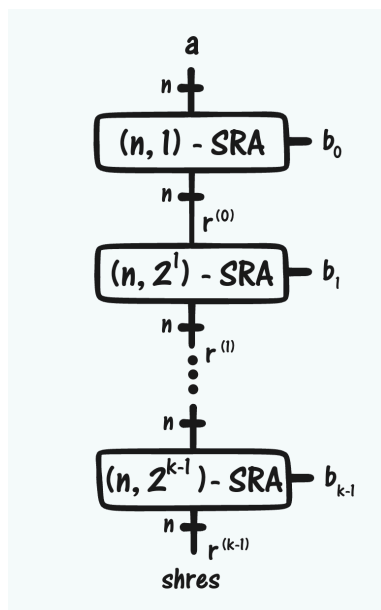 a
n
(n, 1) - SRA b₀
n
r⁽⁰⁾
(n, 2¹) - SRA b₁
n
r⁽¹⁾
n
(n, 2ᵏ⁻¹) - SRA bₖ₋₁
n
r⁽ᵏ⁻¹⁾
shres